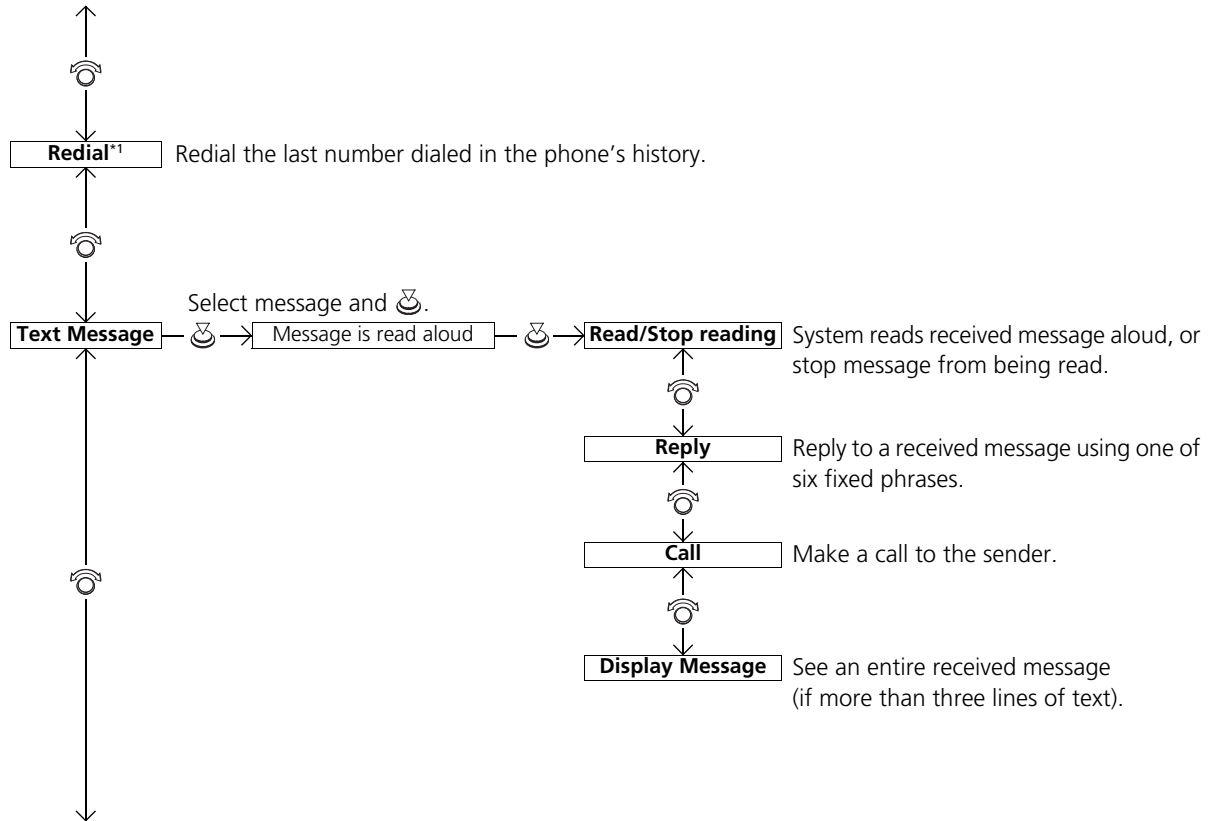 Redial*1 Redial the last number dialed in the phone's history.
Select message and .
Text Message Message is read aloud Read/Stop reading System reads received message aloud, or
stop message from being read.
Reply Reply to a received message using one of
six fixed phrases.
Call Make a call to the sender.
Display Message See an entire received message
(if more than three lines of text).